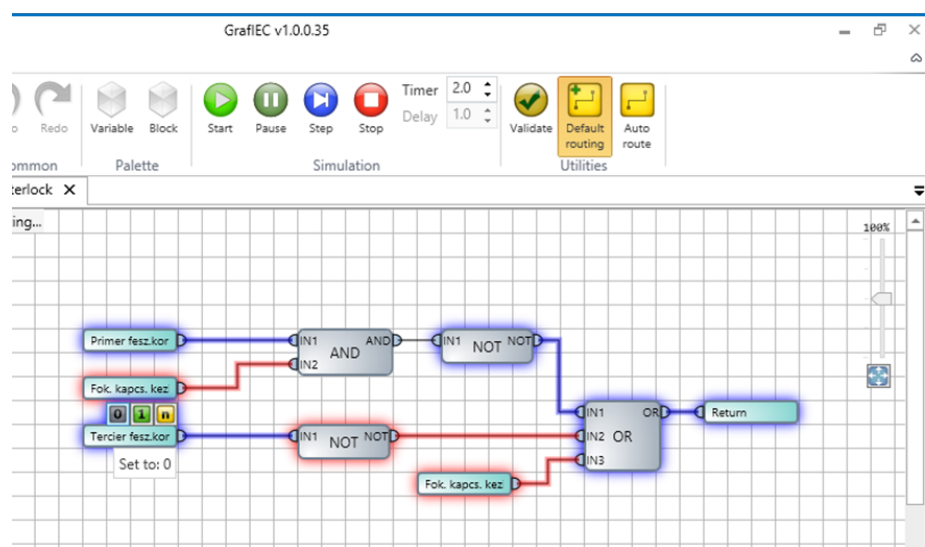 GrafIEC v1.0.0.35
Timer 2.0
Delay 1.0
Redo Variable Block Start Pause Step Stop Validate Default routing Auto route
ommon Palette Simulation Utilities
terlock X
ing...
100%
Primer fesz.kor
IN1 AND
AND
IN2
IN1 NOT
NOT
Fok. kapcs. kez
0 1 n
Tercier fesz.kor
Set to: 0
IN1 NOT
NOT
IN1 OR
IN2 OR
IN3
Return
Fok. kapcs. kez